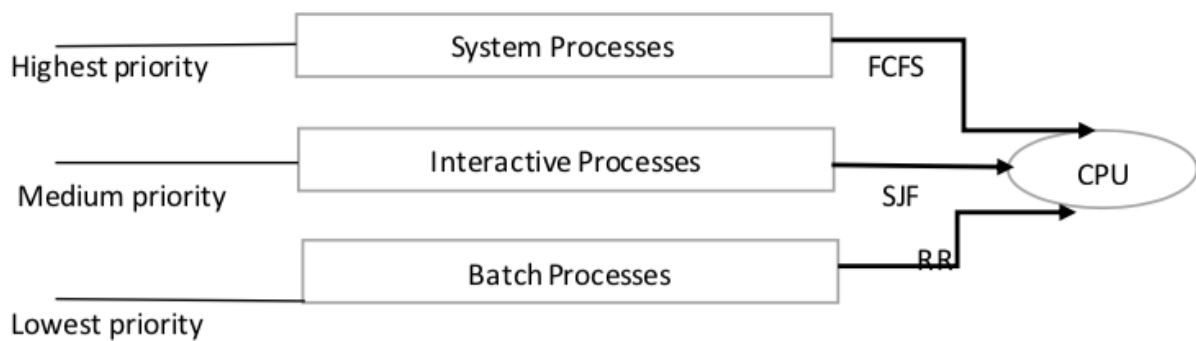 System Processes
Highest priority
FCFS
Interactive Processes
CPU
Medium priority
SJF
Batch Processes
RR
Lowest priority